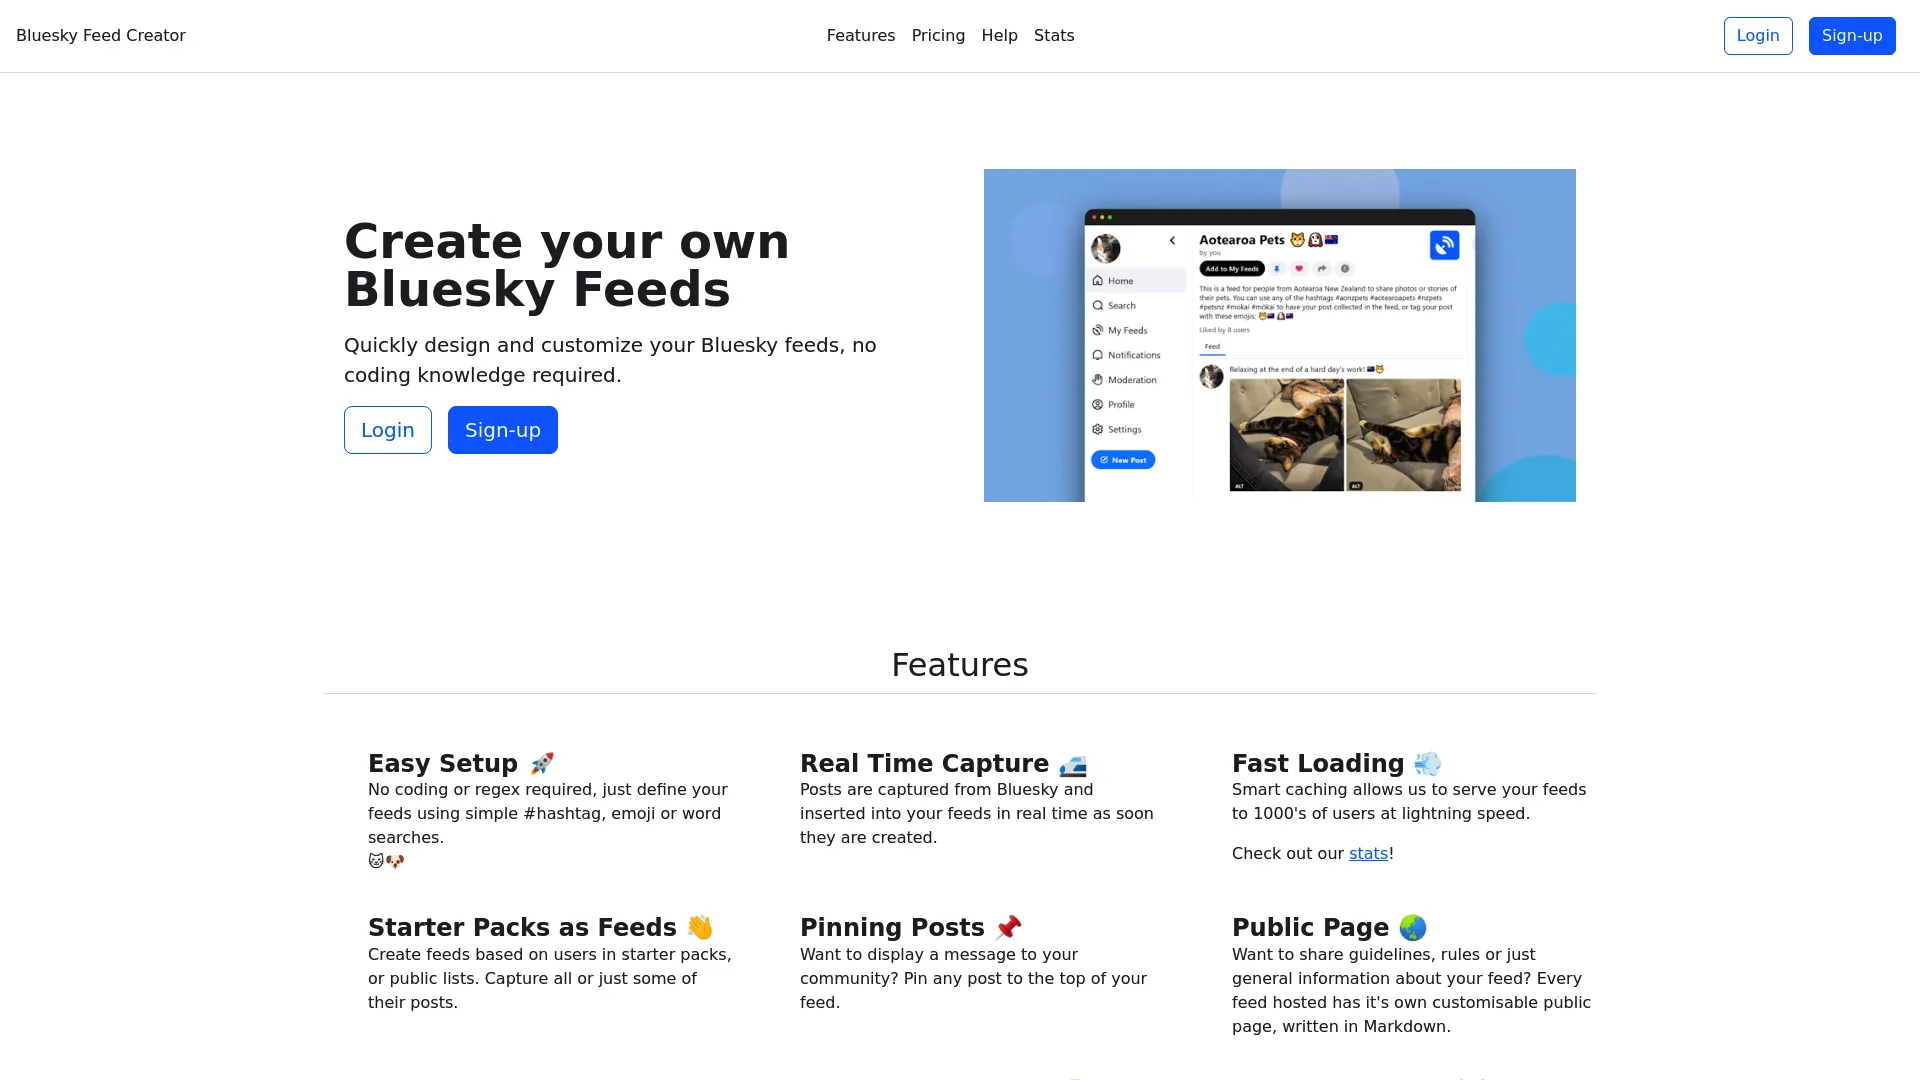 Bluesky Feed Creator
Features
Pricing
Help
Stats
Login
Sign-up
Create your own
Bluesky Feeds
Quickly design and customize your Bluesky feeds, no
coding knowledge required.
Login
Sign-up
Home
Search
My Feeds
Notifications
Moderation
Profile
Settings
New Post
Aotearoa Pets 🐱🐶🇳🇿
by you
Add to My Feeds
This is a feed for people from Aotearoa New Zealand to share photos or stories of
their pets. You can use any of the hashtags #aonzpets #aotearoapets #nzpets
#petsnz #mokai #mōkai to have your post collected in the feed, or tag your post
with these emojis: 🐱🇳🇿 🐶🇳🇿
Liked by 8 users
Feed
Relaxing at the end of a hard day's work! 🇳🇿🐱
ALT
ALT
Features
Easy Setup 🚀
No coding or regex required, just define your
feeds using simple #hashtag, emoji or word
searches.
🐱🐶
Real Time Capture 🚅
Posts are captured from Bluesky and
inserted into your feeds in real time as soon
they are created.
Fast Loading 💨
Smart caching allows us to serve your feeds
to 1000's of users at lightning speed.
Check out our stats!
Starter Packs as Feeds 👋
Create feeds based on users in starter packs,
or public lists. Capture all or just some of
their posts.
Pinning Posts 📌
Want to display a message to your
community? Pin any post to the top of your
feed.
Public Page 🌏
Want to share guidelines, rules or just
general information about your feed? Every
feed hosted has it's own customisable public
page, written in Markdown.